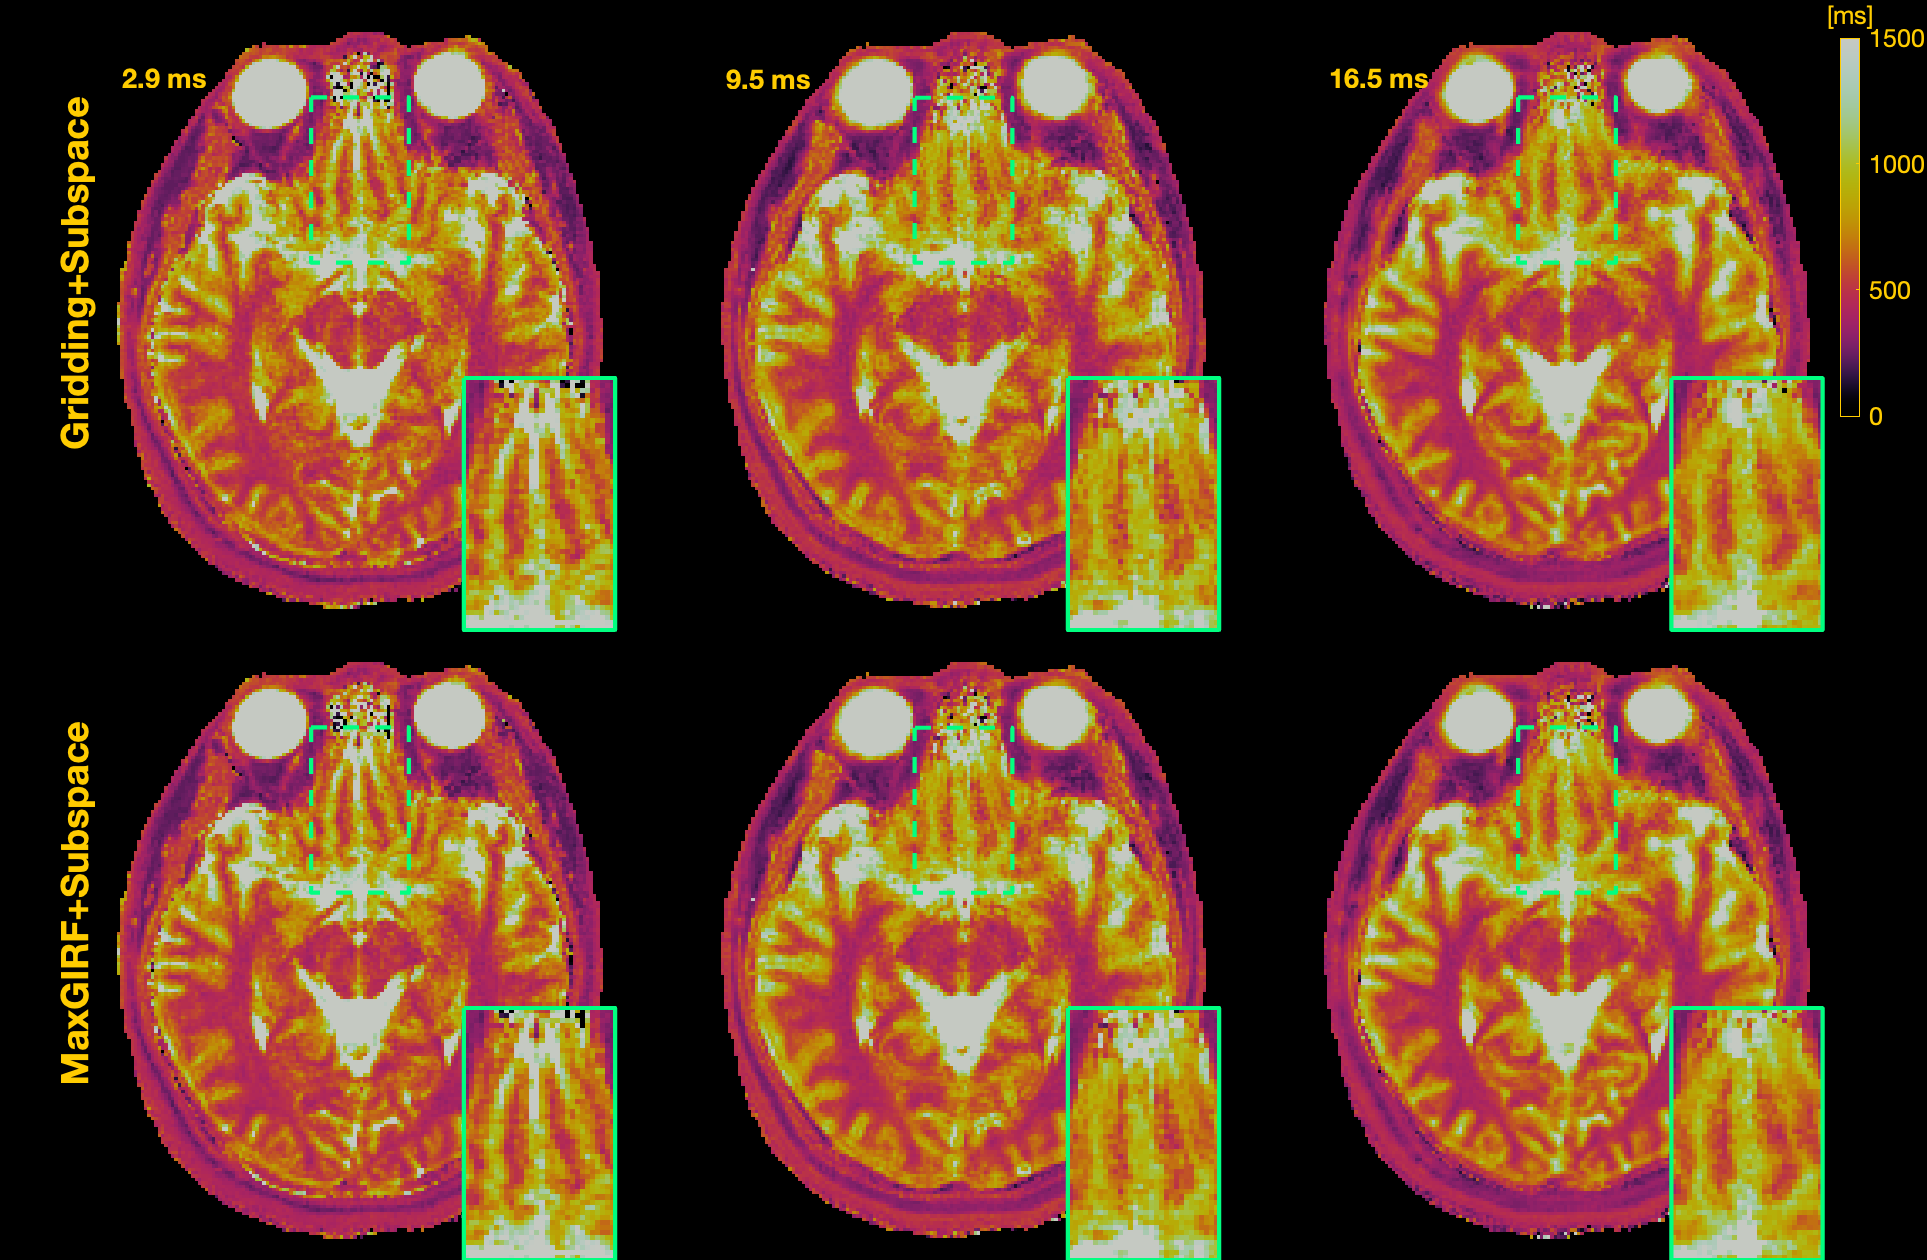 [ms]
2.9 ms
9.5 ms
16.5 ms
1500
1000
500
0
Gridding+Subspace
MaxGIRF+Subspace